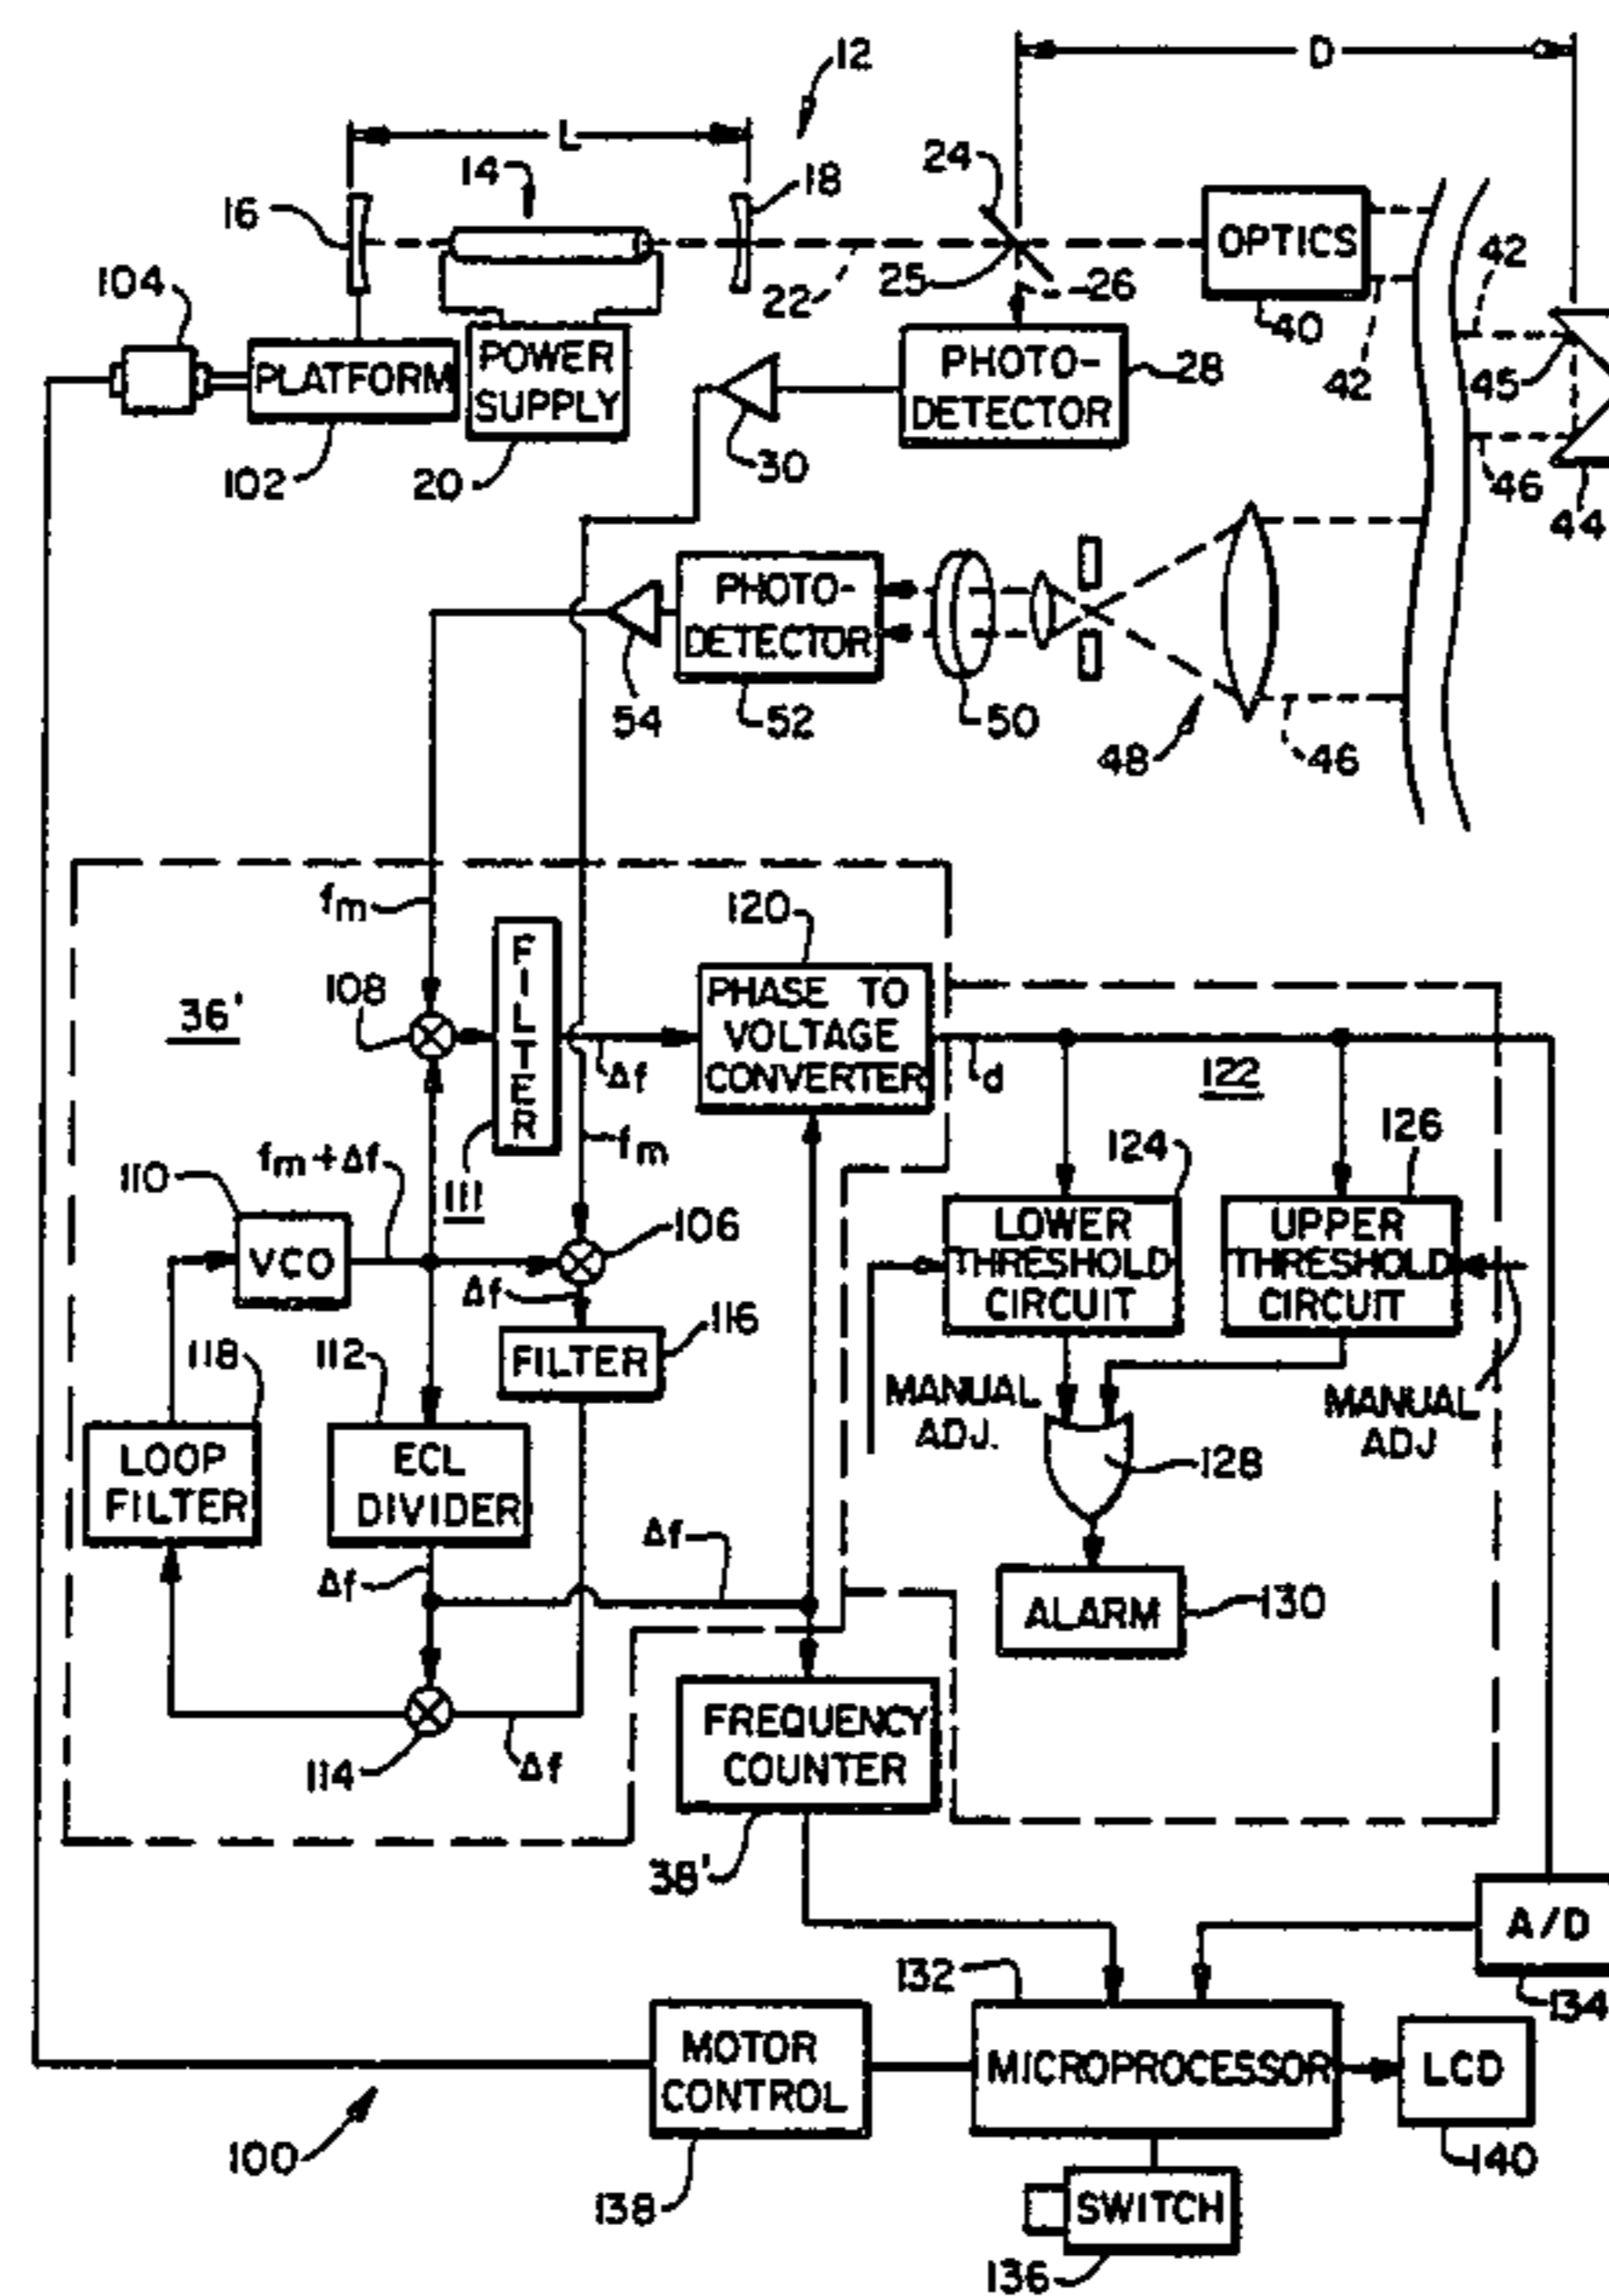 12
D
L
14
24
18
16
OPTICS
42
25
26
104
22
40
45
PLATFORM
POWER
SUPPLY
PHOTO-
DETECTOR
28
42
30
102
20
46
44
PHOTO-
DETECTOR
54
52
50
48
46
fm
120
FILTER
108
36'
PHASE TO
VOLTAGE
CONVERTER
Δf
d
122
fm
126
124
fm+Δf
110
111
106
VCO
LOWER
THRESHOLD
CIRCUIT
UPPER
THRESHOLD
CIRCUIT
Δf
116
118
112
FILTER
MANUAL
ADJ.
MANUAL
ADJ
LOOP
FILTER
ECL
DIVIDER
128
Δf
Δf
ALARM
130
FREQUENCY
COUNTER
114
Δf
38'
A/D
132
134
MOTOR
CONTROL
MICROPROCESSOR
LCD
100
140
138
SWITCH
136